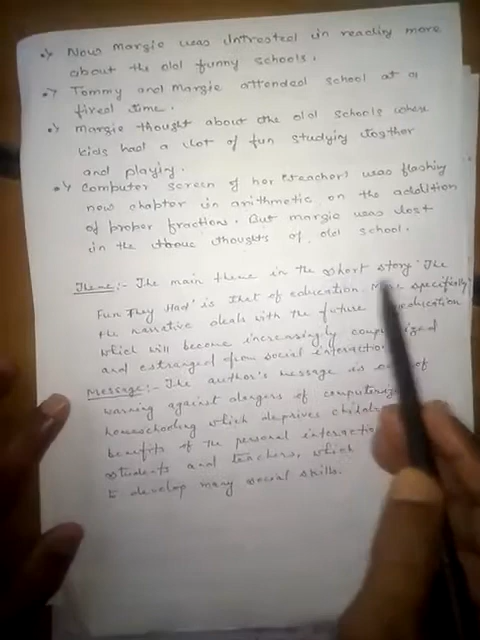 • Now margie was Intrested in reading more
about the old funny schools.
• Tommy and Margie attended school at a
fixed time.
• Margie thought about the old schools when
kids had a lot of fun studying together
and playing.
• Computer screen of her (teacher) was flashing
new chapter in arithmetic on the addition
of proper fractions. But margie was lost
in the thoughts of old school.
Theme:- The main theme in the short story 'The
Fun They Had' is that of education. specifically
the narrative deals with the future education
which will become increasingly
and estranged from social
Message:- The author's message is of
warning against dangers of
homeschooling which deprives
benefits of the personal
students and teachers, which
to develop many social skills.